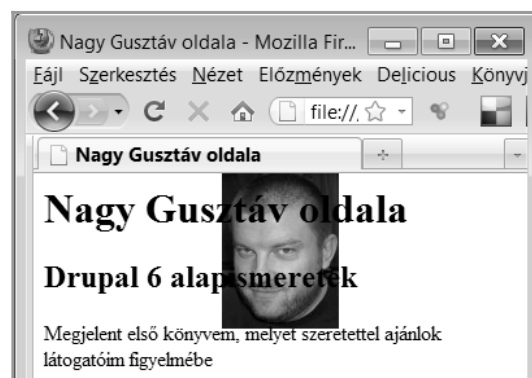 Nagy Gusztáv oldala - Mozilla Fir...
Fájl Szerkesztés Nézet Előzmények Delicious Könyvj
file://,
Nagy Gusztáv oldala
Nagy Gusztáv oldala
Drupal 6 alapismeretek
Megjelent első könyvem, melyet szeretettel ajánlok
látogatóim figyelmébe